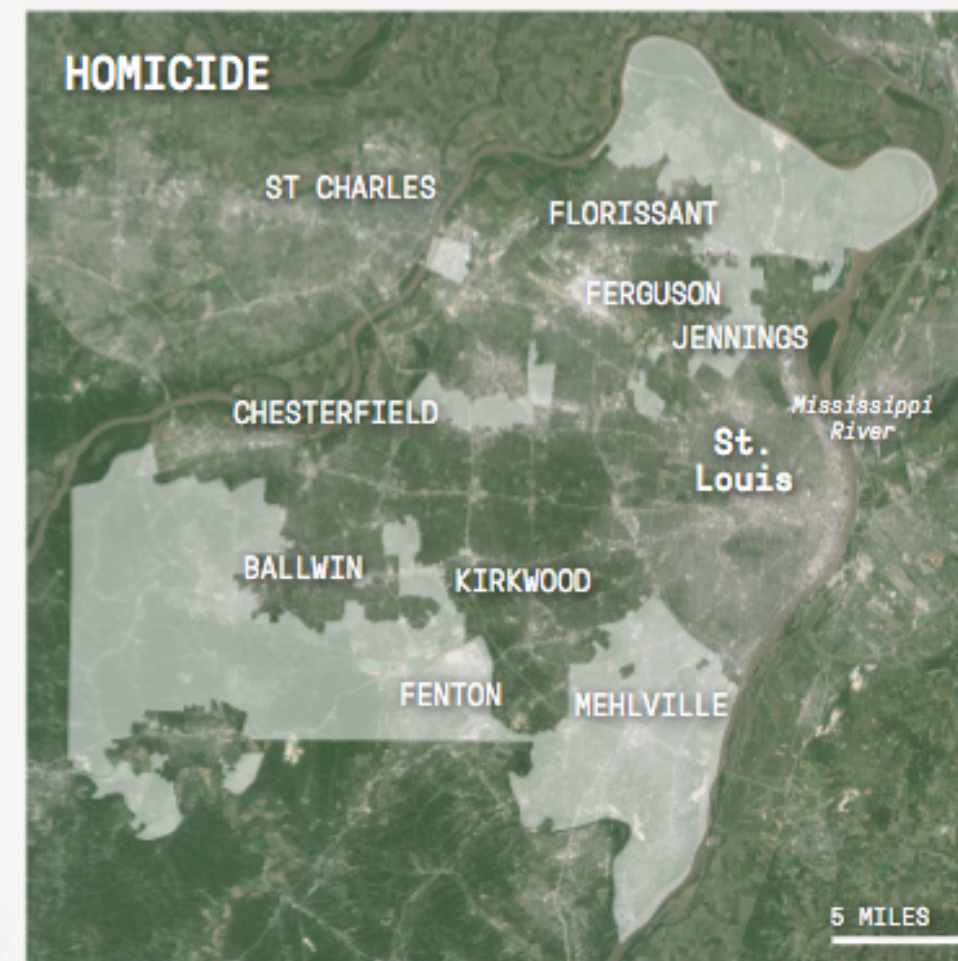 HOMICIDE
ST CHARLES
FLORISSANT
FERGUSON
JENNINGS
CHESTERFIELD
Mississippi
River
St.
Louis
BALLWIN
KIRKWOOD
FENTON
MEHLVILLE
5 MILES